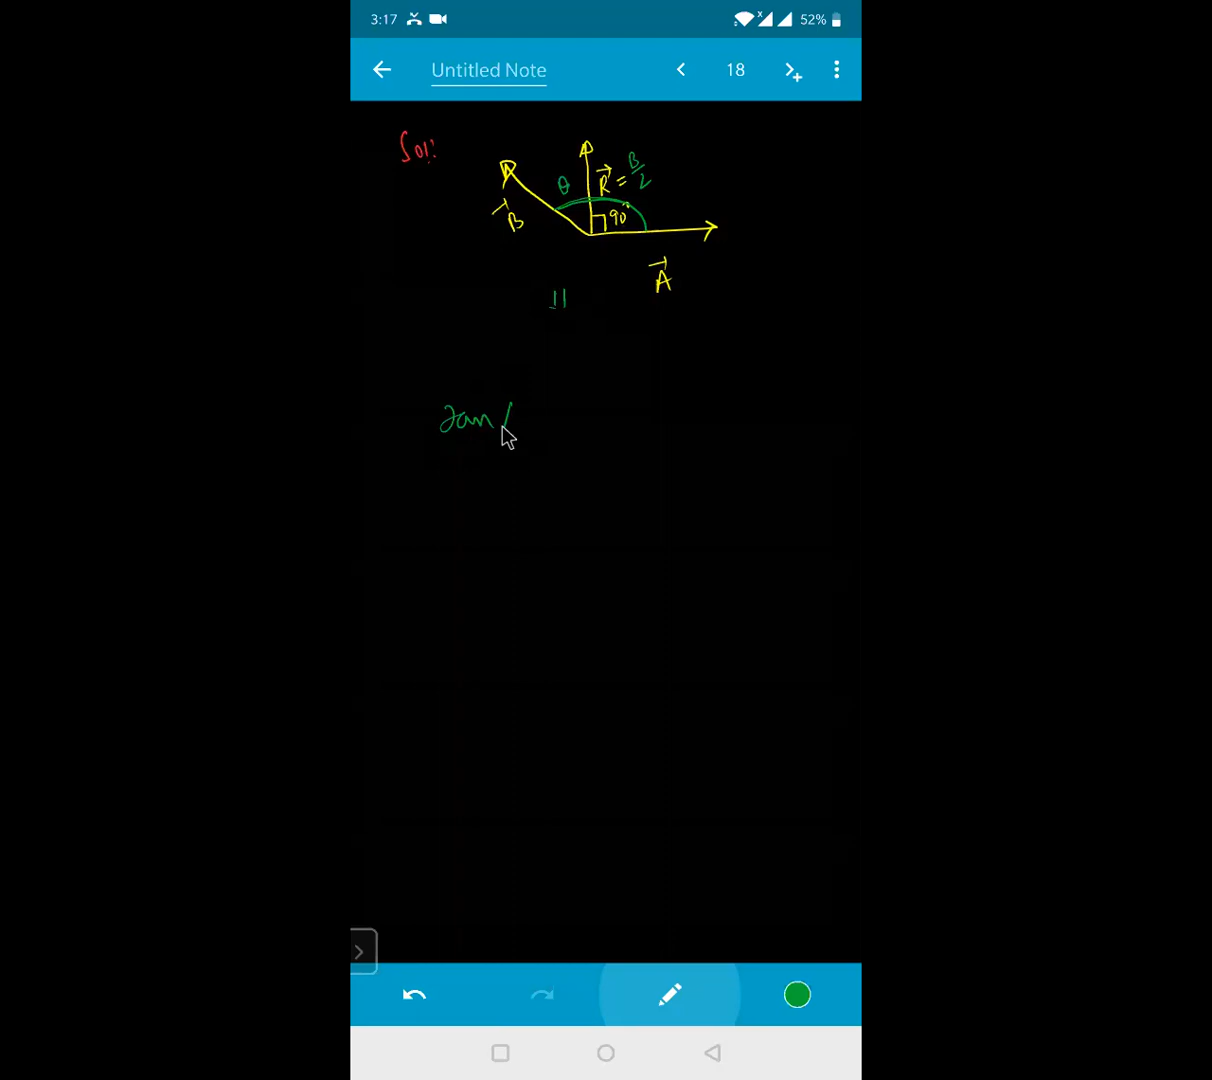 3:17 52%
Untitled Note 18
Sol:
θ R = B/2
B 90°
A
tan